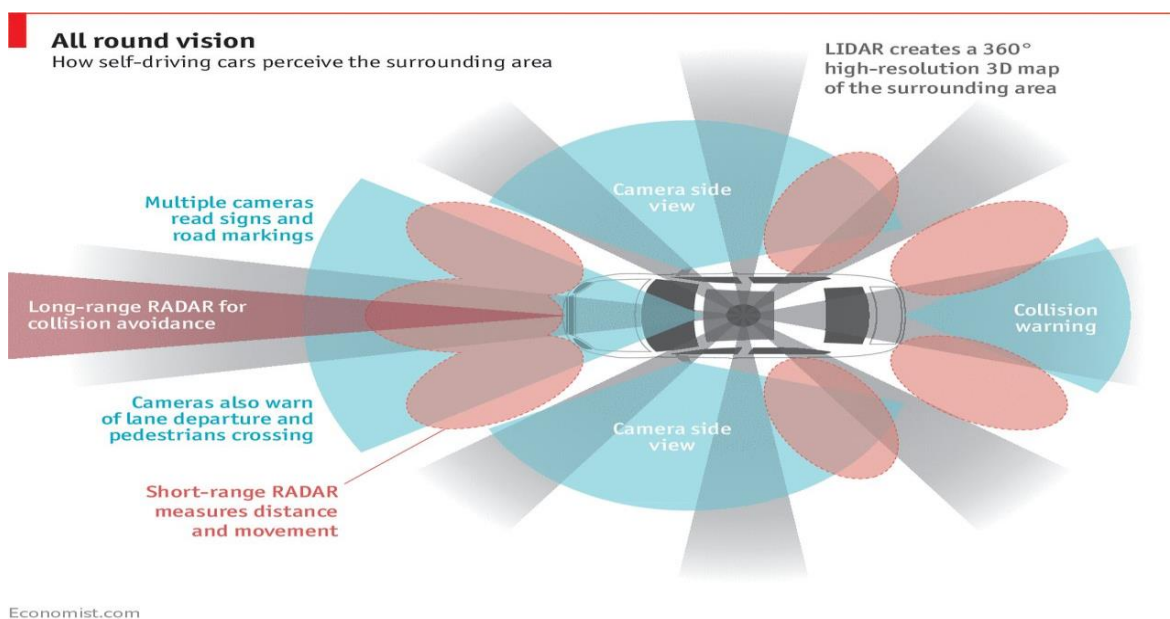 All round vision
How self-driving cars perceive the surrounding area
LIDAR creates a 360°
high-resolution 3D map
of the surrounding area
Camera side
view
Multiple cameras
read signs and
road markings
Long-range RADAR for
collision avoidance
Collision
warning
Cameras also warn
of lane departure and
pedestrians crossing
Camera side
view
Short-range RADAR
measures distance
and movement
Economist.com